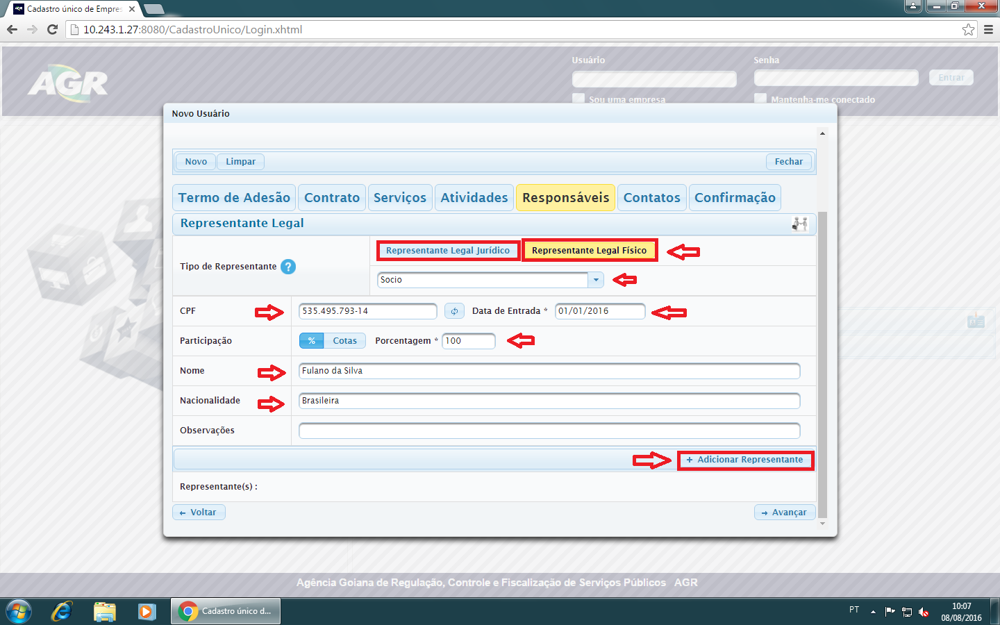 AGR Cadastro único de Empres
10.243.1.27:8080/CadastroUnico/Login.xhtml
AGR
Usuário
Senha
Entrar
Sou uma empresa
Mantenha-me conectado
Novo Usuário
Novo
Limpar
Fechar
Termo de Adesão
Contrato
Serviços
Atividades
Responsáveis
Contatos
Confirmação
Representante Legal
Tipo de Representante ?
Representante Legal Jurídico
Representante Legal Físico
Socio
CPF
535.495.793-14
Data de Entrada *
01/01/2016
Participação
%
Cotas
Porcentagem *
100
Nome
Fulano da Silva
Nacionalidade
Brasileira
Observações
+ Adicionar Representante
Representante(s) :
← Voltar
→ Avançar
Agência Goiana de Regulação, Controle e Fiscalização de Serviços Públicos AGR
Cadastro único d...
PT
10:07
08/08/2016